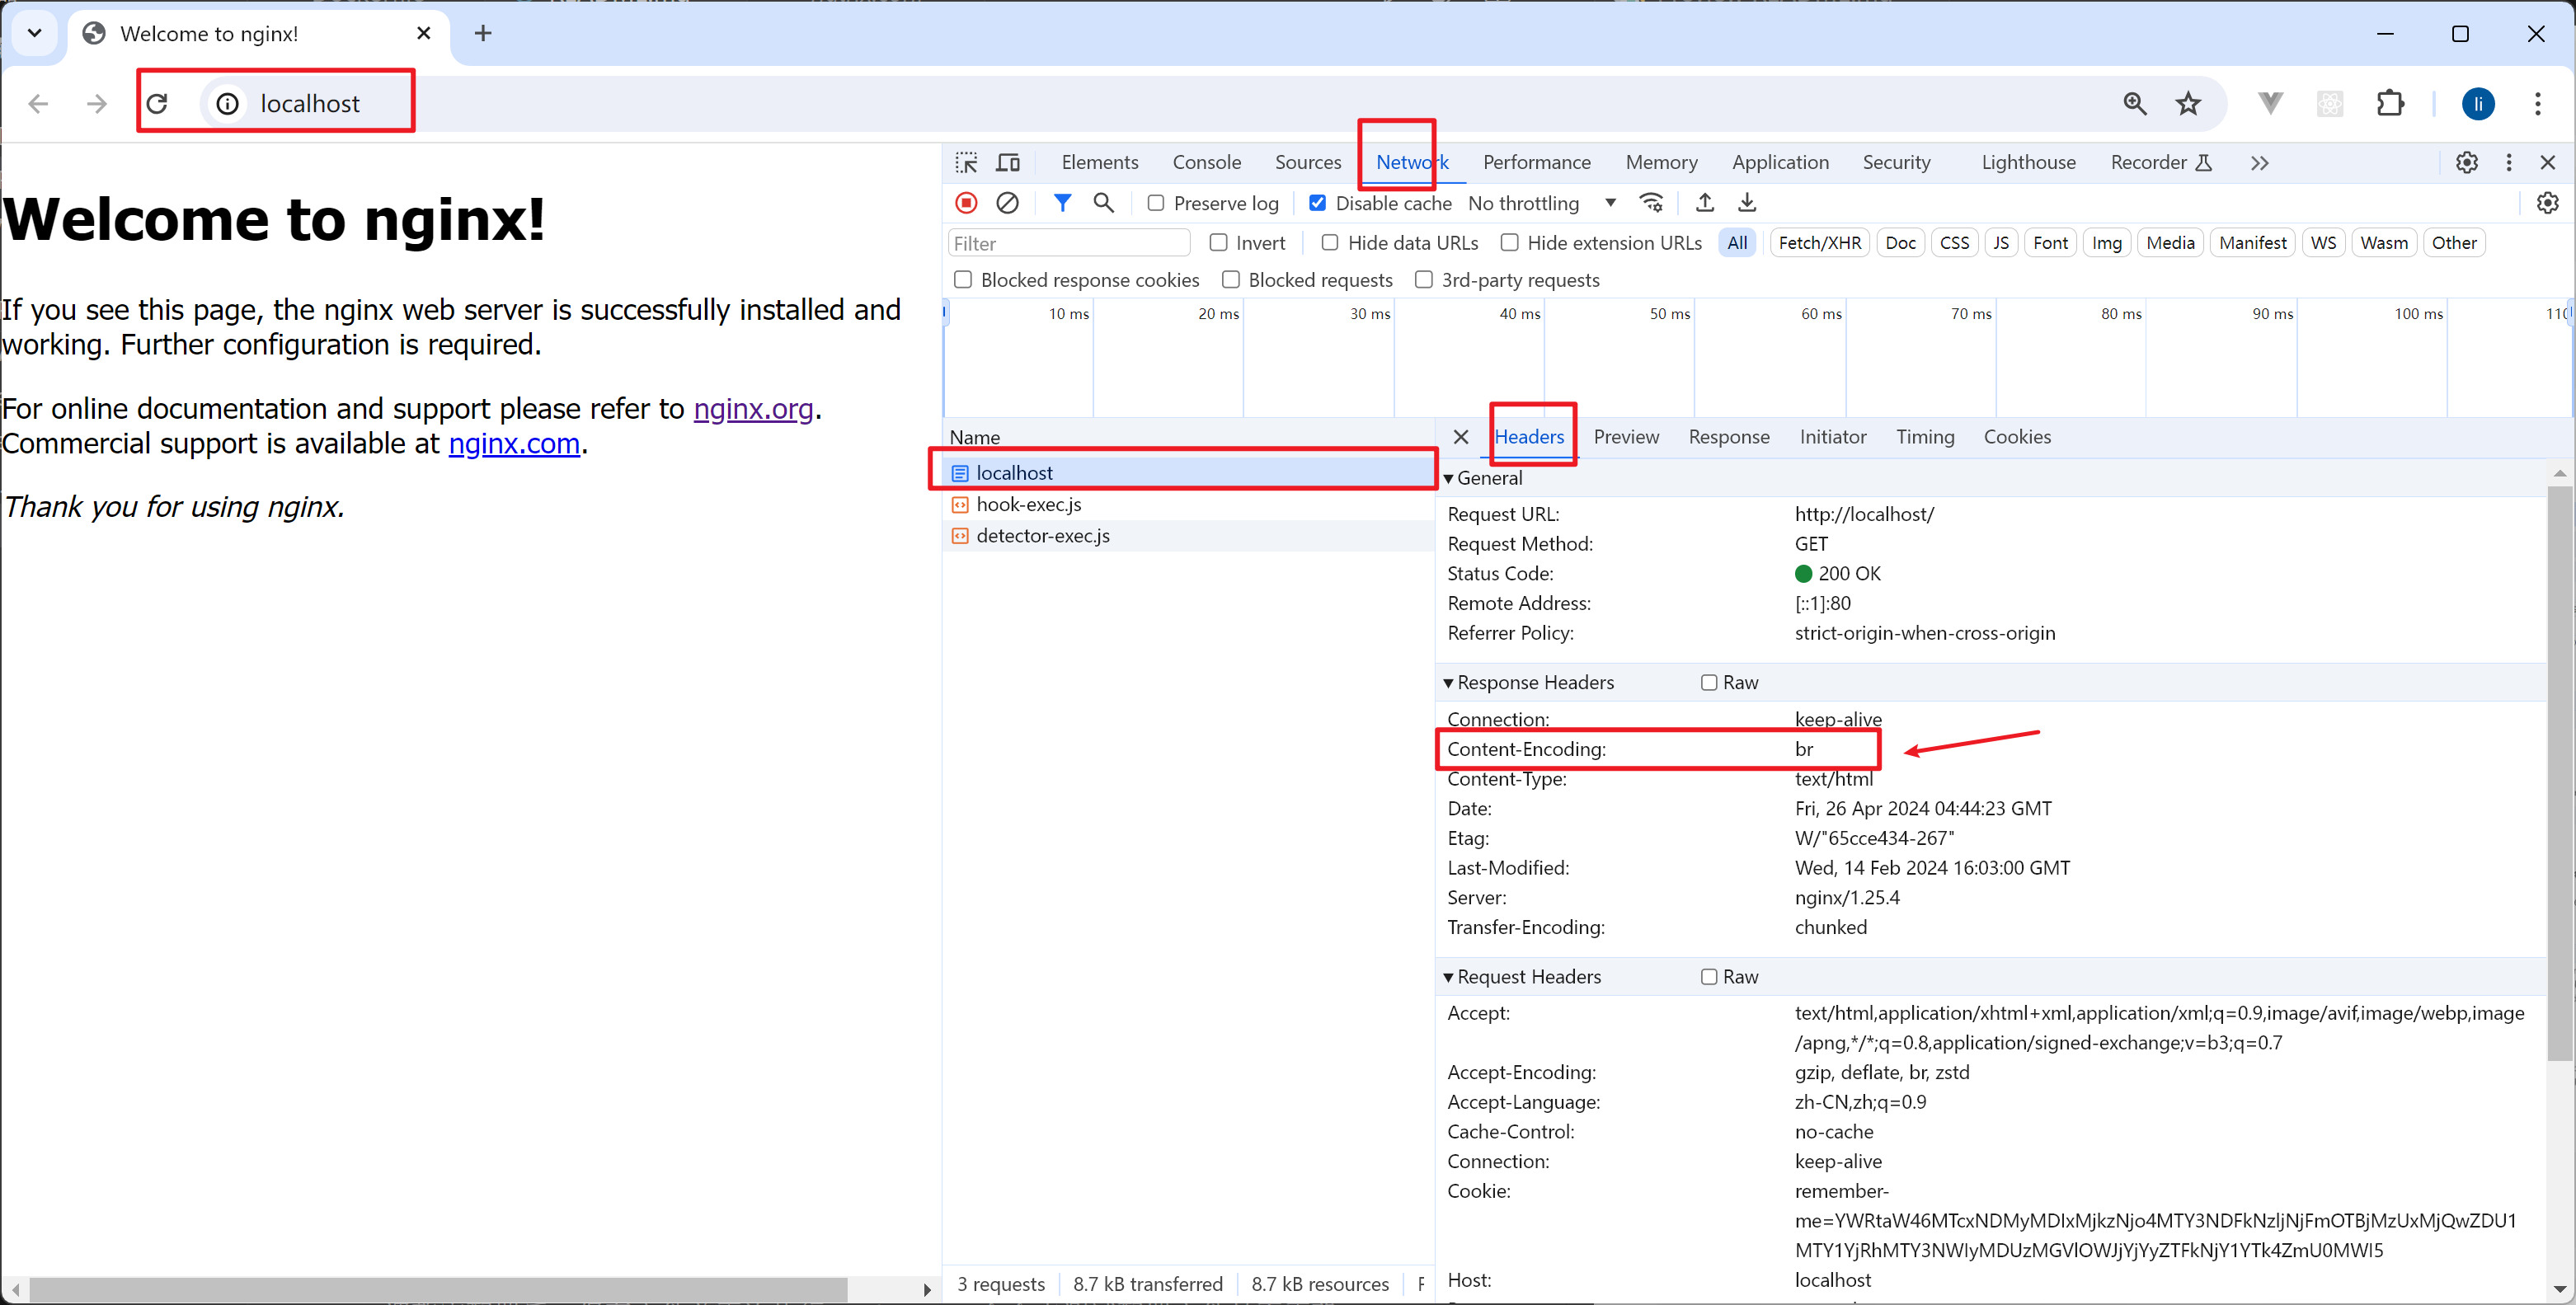 Welcome to nginx!
localhost
li
Welcome to nginx!
If you see this page, the nginx web server is successfully installed and
working. Further configuration is required.
For online documentation and support please refer to nginx.org.
Commercial support is available at nginx.com.
Thank you for using nginx.
Elements Console Sources Network Performance Memory Application Security Lighthouse Recorder
Preserve log Disable cache No throttling
Filter Invert Hide data URLs Hide extension URLs All Fetch/XHR Doc CSS JS Font Img Media Manifest WS Wasm Other
Blocked response cookies Blocked requests 3rd-party requests
10 ms 20 ms 30 ms 40 ms 50 ms 60 ms 70 ms 80 ms 90 ms 100 ms 110
Name
localhost
hook-exec.js
detector-exec.js
3 requests 8.7 kB transferred 8.7 kB resources F
Headers Preview Response Initiator Timing Cookies
General
Request URL: http://localhost/
Request Method: GET
Status Code: 200 OK
Remote Address: [::1]:80
Referrer Policy: strict-origin-when-cross-origin
Response Headers Raw
Connection: keep-alive
Content-Encoding: br
Content-Type: text/html
Date: Fri, 26 Apr 2024 04:44:23 GMT
Etag: W/"65cce434-267"
Last-Modified: Wed, 14 Feb 2024 16:03:00 GMT
Server: nginx/1.25.4
Transfer-Encoding: chunked
Request Headers Raw
Accept: text/html,application/xhtml+xml,application/xml;q=0.9,image/avif,image/webp,image
/apng,*/*;q=0.8,application/signed-exchange;v=b3;q=0.7
Accept-Encoding: gzip, deflate, br, zstd
Accept-Language: zh-CN,zh;q=0.9
Cache-Control: no-cache
Connection: keep-alive
Cookie: remember-
me=YWRtaW46MTcxNDMyMDIxMjkzNjo4MTY3NDFkNzljNjFmOTBjMzUxMjQwZDU1
MTY1YjRhMTY3NWIyMDUzMGVlOWJjYjYyZTFkNjY1YTk4ZmU0MWI5
Host: localhost